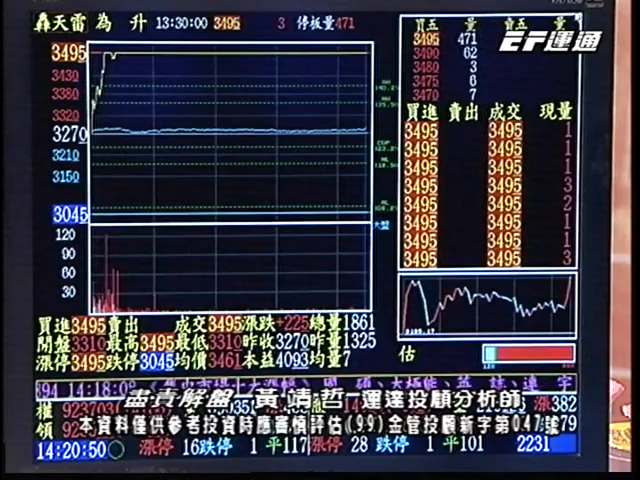 轟天雷 為升 13:30:00 3495 3 停板量471
買五 量 賣五 量
3495 471
3490 62
3480 3
3475 6
3470 7
EF運通
3495
3430
3380
3320
3270
3210
3150
3045
120
90
60
30
大盤
買進 賣出 成交 現量
3495 3495 1
3495 3495 1
3495 3495 1
3495 3495 3
3495 3495 2
3495 3495 1
3495 3495 1
3495 3495 3
買進3495賣出 成交3495漲跌+225總量1861
開盤3310最高3495最低3310昨收3270昨量1325
漲停3495跌停3045均價3461本益4093均量7
估
盂真解盤-黃靖哲-運達投顧分析師
本資料僅供參考投資時應審慎評估(99)金管投顧新字第047號
14:20:50 漲停 16跌停 1平117漲停 28跌停 1平101 2231